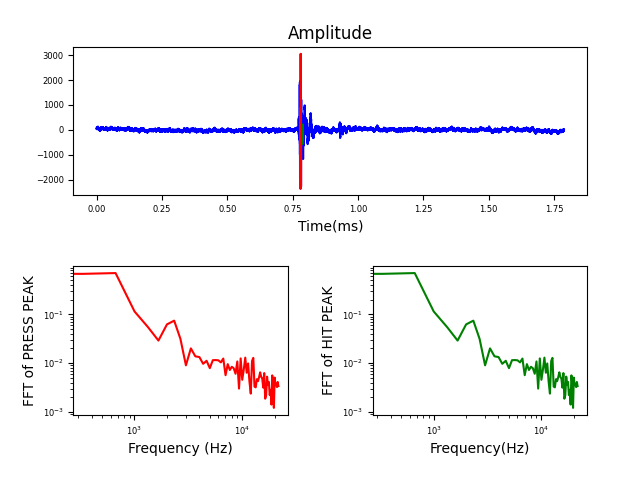 Amplitude
3000
2000
1000
0
−1000
−2000
0.00 0.25 0.50 0.75 1.00 1.25 1.50 1.75
Time(ms)
FFT of PRESS PEAK
10⁻¹
10⁻²
10⁻³
10³ 10⁴
Frequency (Hz)
FFT of HIT PEAK
10⁻¹
10⁻²
10⁻³
10³ 10⁴
Frequency(Hz)